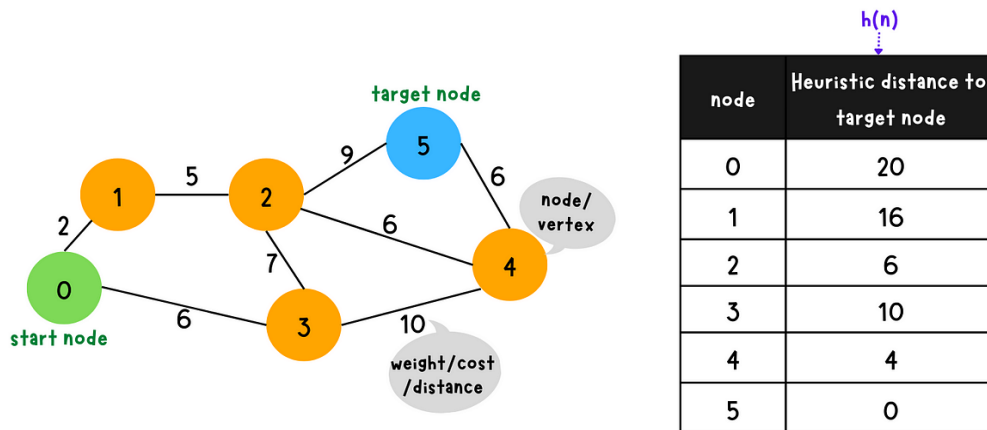 h(n)
target node
5
9
6
1
5
2
node/
vertex
2
6
4
0
7
6
3
10
start node
weight/cost
/distance
node Heuristic distance to
target node
0 20
1 16
2 6
3 10
4 4
5 0